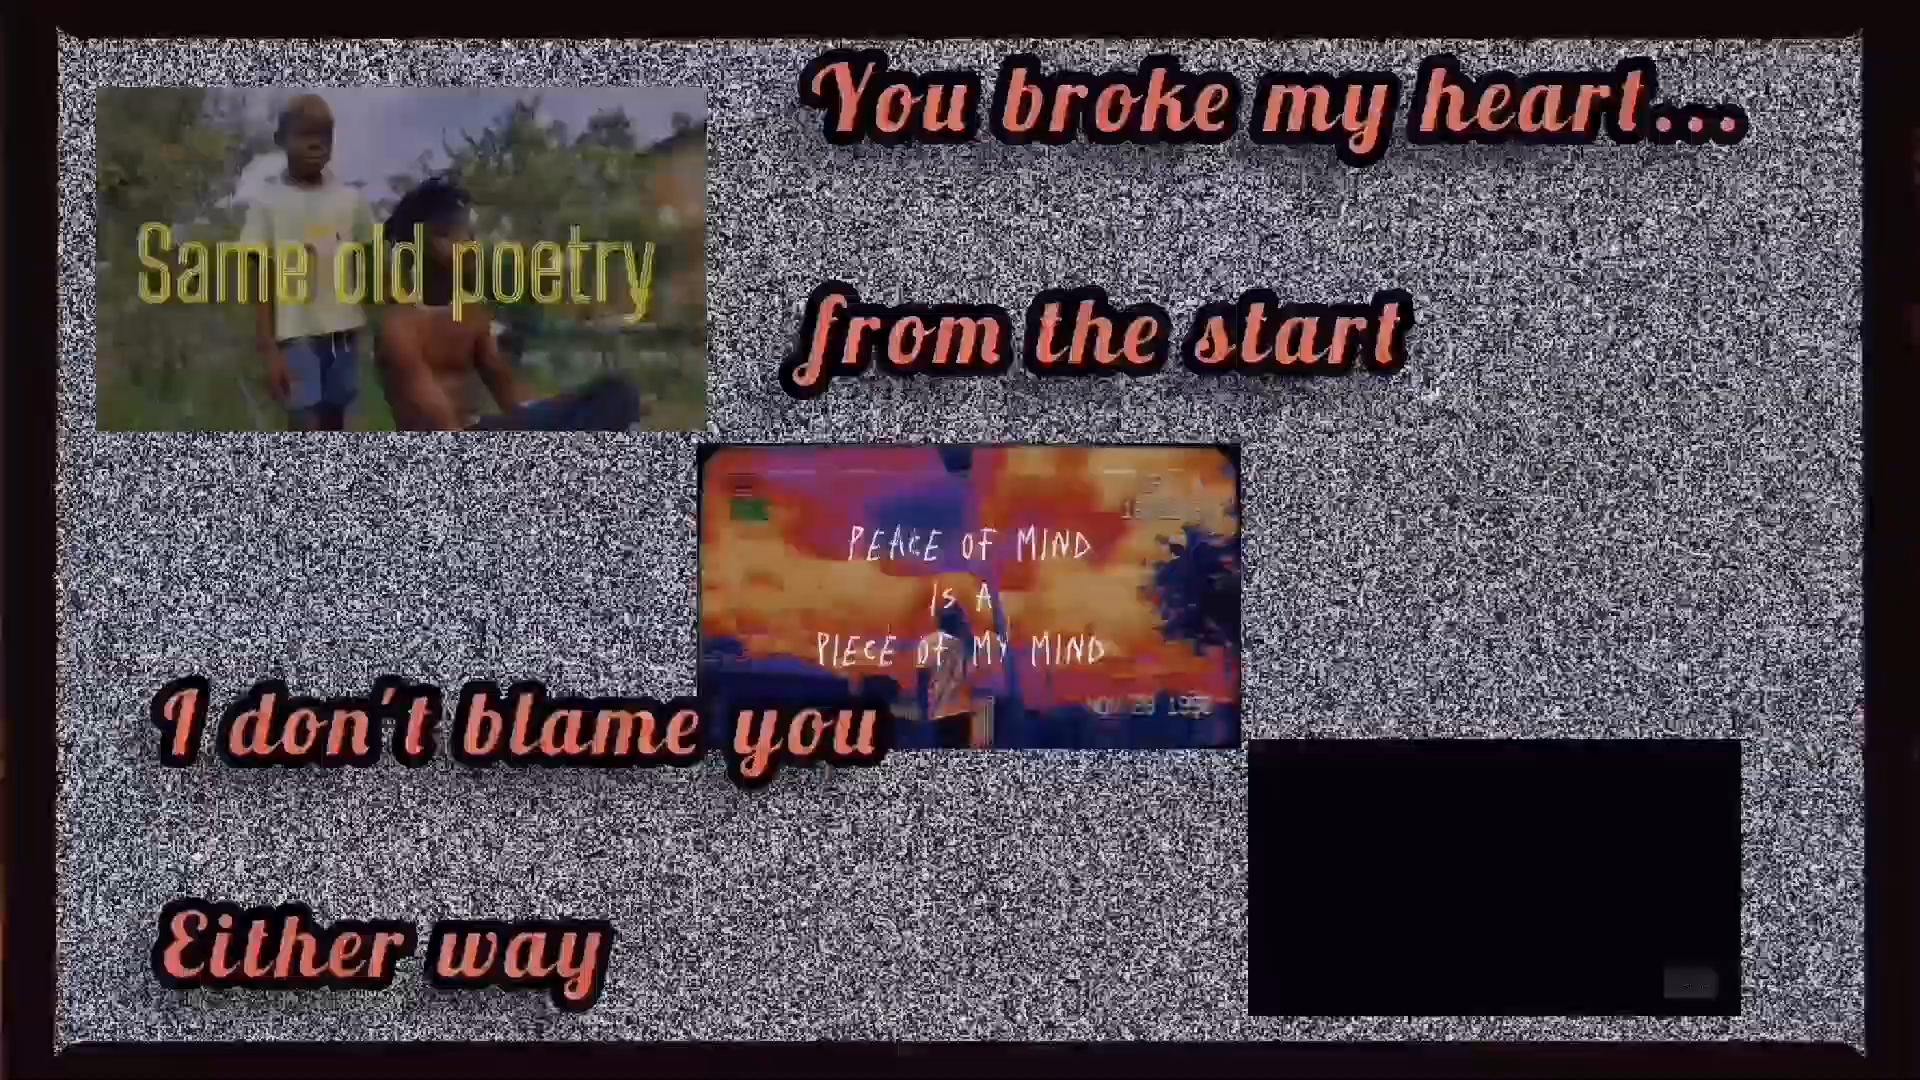 You broke my heart...
Same old poetry
from the start
PEACE OF MIND
IS A
PIECE OF MY MIND
I don't blame you
Either way